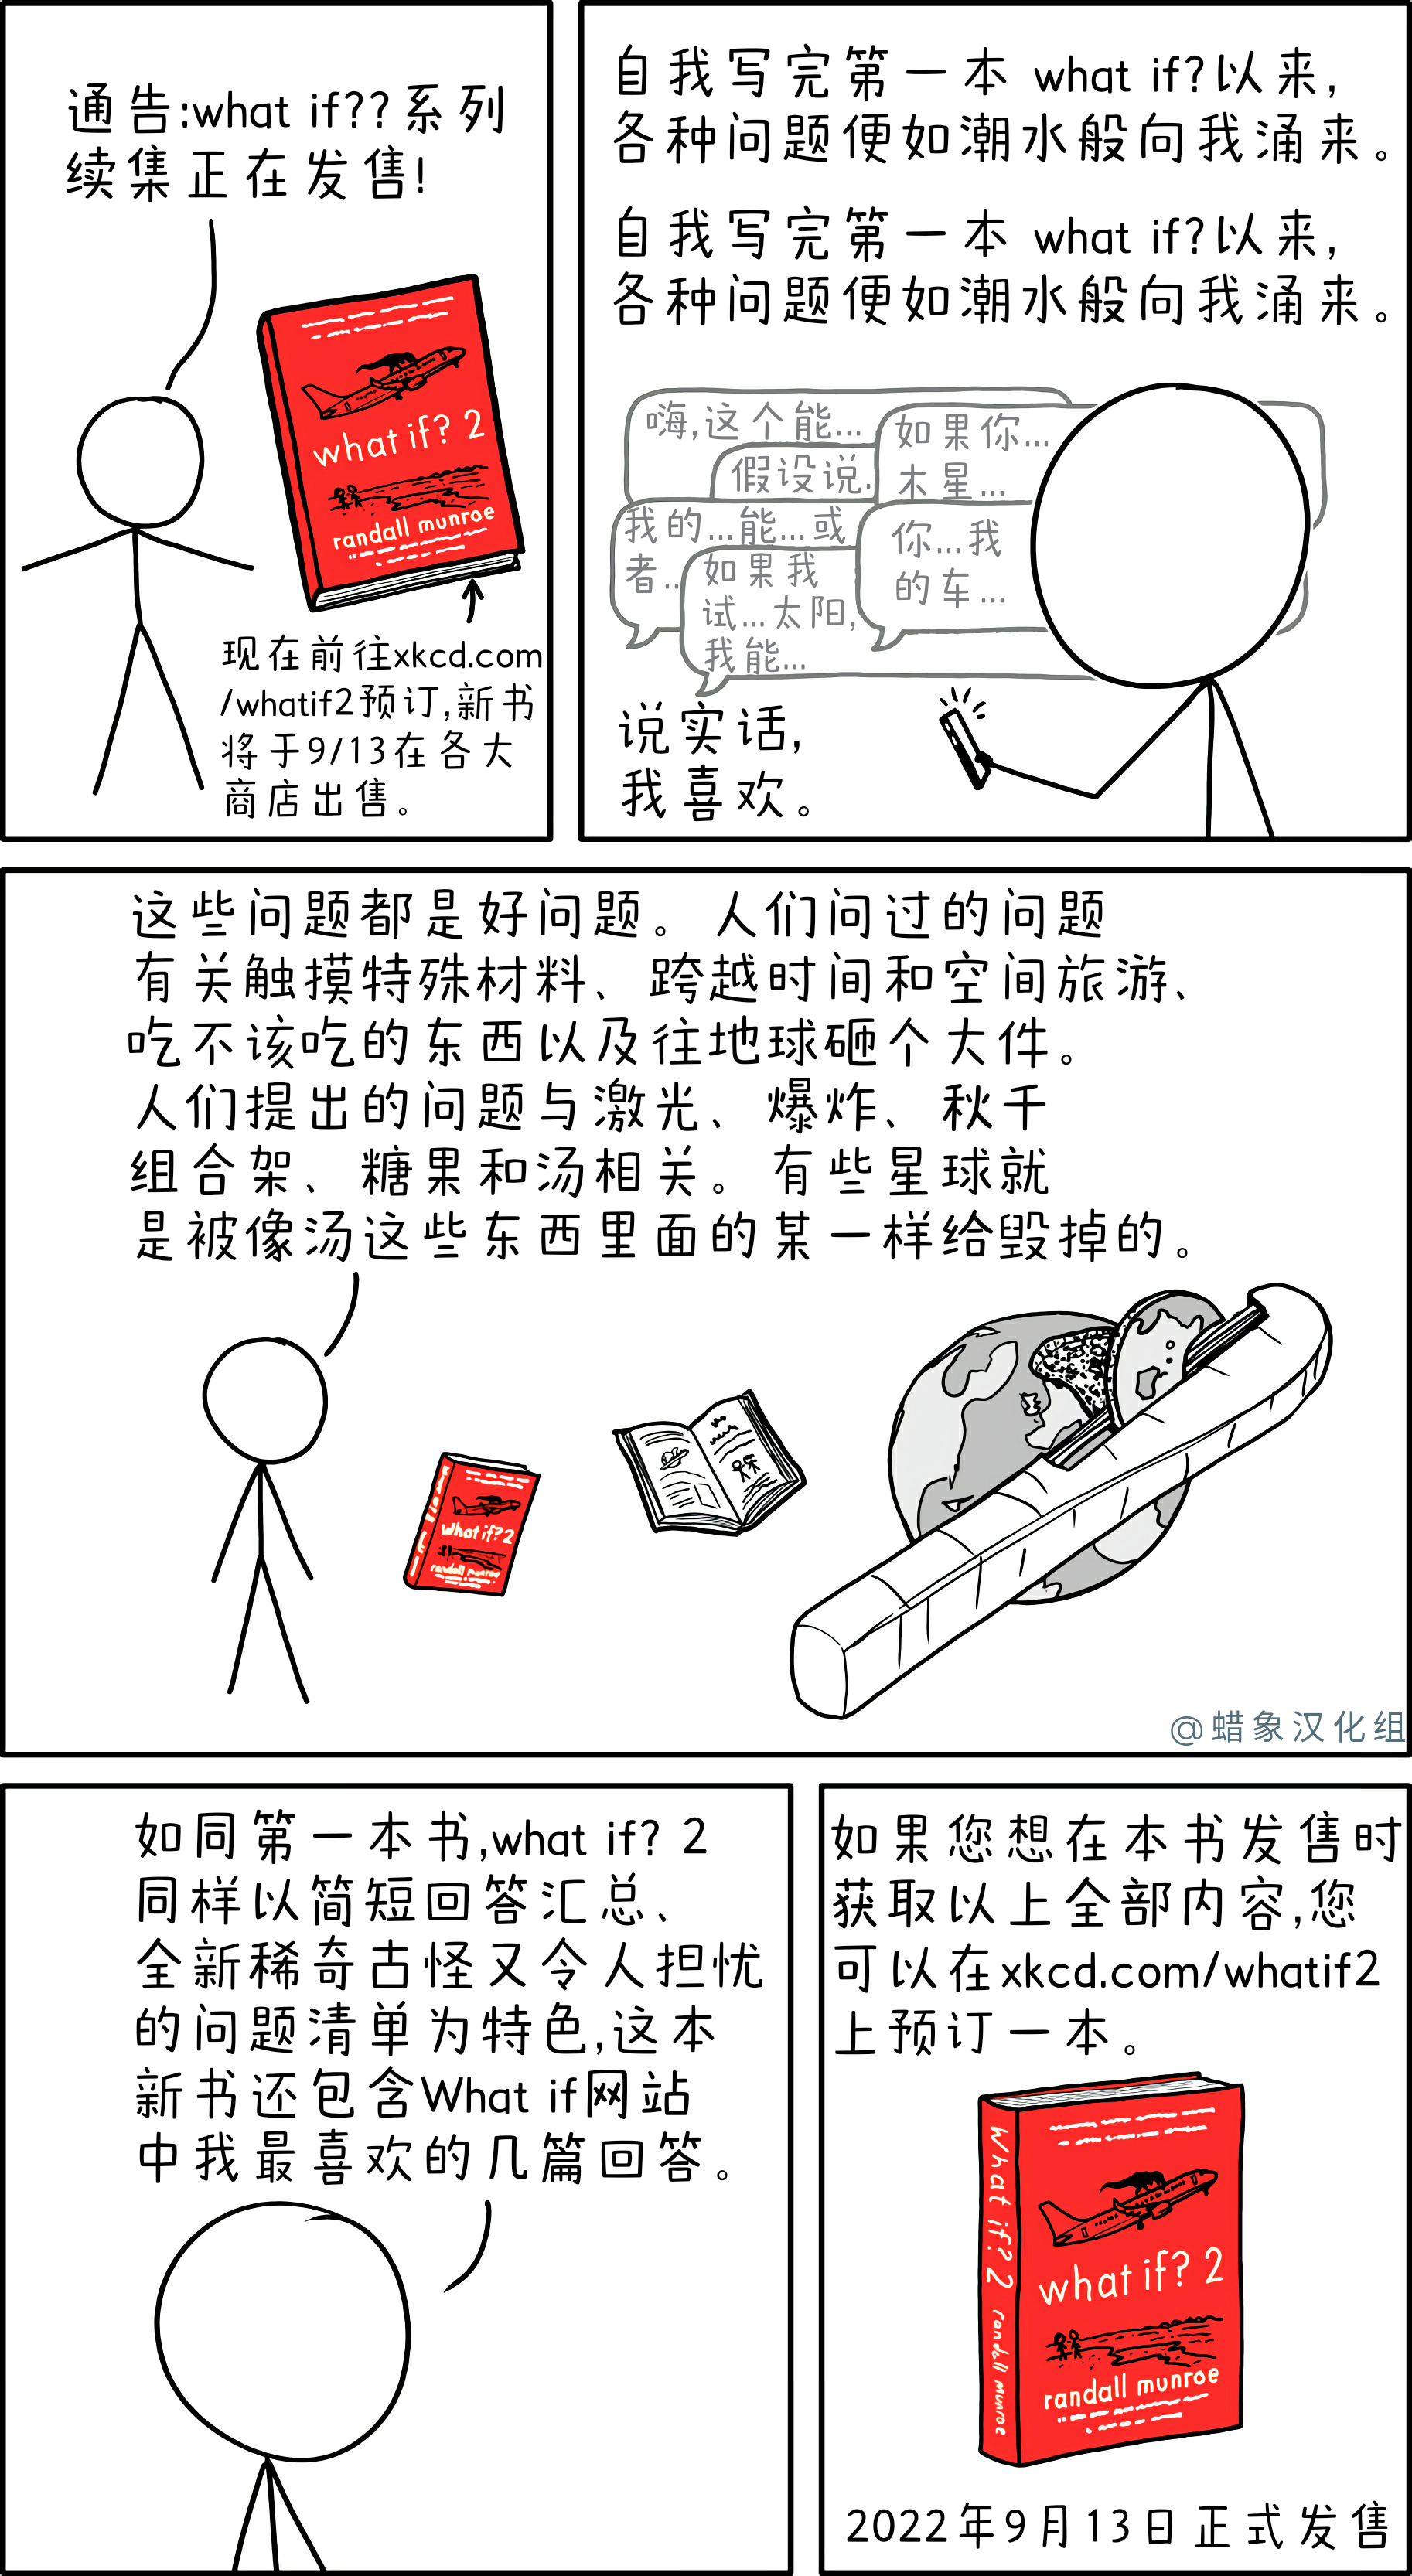 通告:what if??系列
续集正在发售!
what if? 2
randall munroe
现在前往xkcd.com
/whatif2预订,新书
将于9/13在各大
商店出售。
自我写完第一本 what if?以来,
各种问题便如潮水般向我涌来。
自我写完第一本 what if?以来,
各种问题便如潮水般向我涌来。
嗨,这个能...
如果你...
木星...
假设说.
我的...能...或
者..
你...我
的车...
如果我
试...太阳,
我能...
说实话,
我喜欢。
这些问题都是好问题。人们问过的问题
有关触摸特殊材料、跨越时间和空间旅游、
吃不该吃的东西以及往地球砸个大件。
人们提出的问题与激光、爆炸、秋千
组合架、糖果和汤相关。有些星球就
是被像汤这些东西里面的某一样给毁掉的。
what if? 2
randall munroe
@蜡象汉化组
如同第一本书,what if? 2
同样以简短回答汇总、
全新稀奇古怪又令人担忧
的问题清单为特色,这本
新书还包含What if网站
中我最喜欢的几篇回答。
如果您想在本书发售时
获取以上全部内容,您
可以在xkcd.com/whatif2
上预订一本。
what if? 2 randall munroe
what if? 2
randall munroe
2022年9月13日正式发售